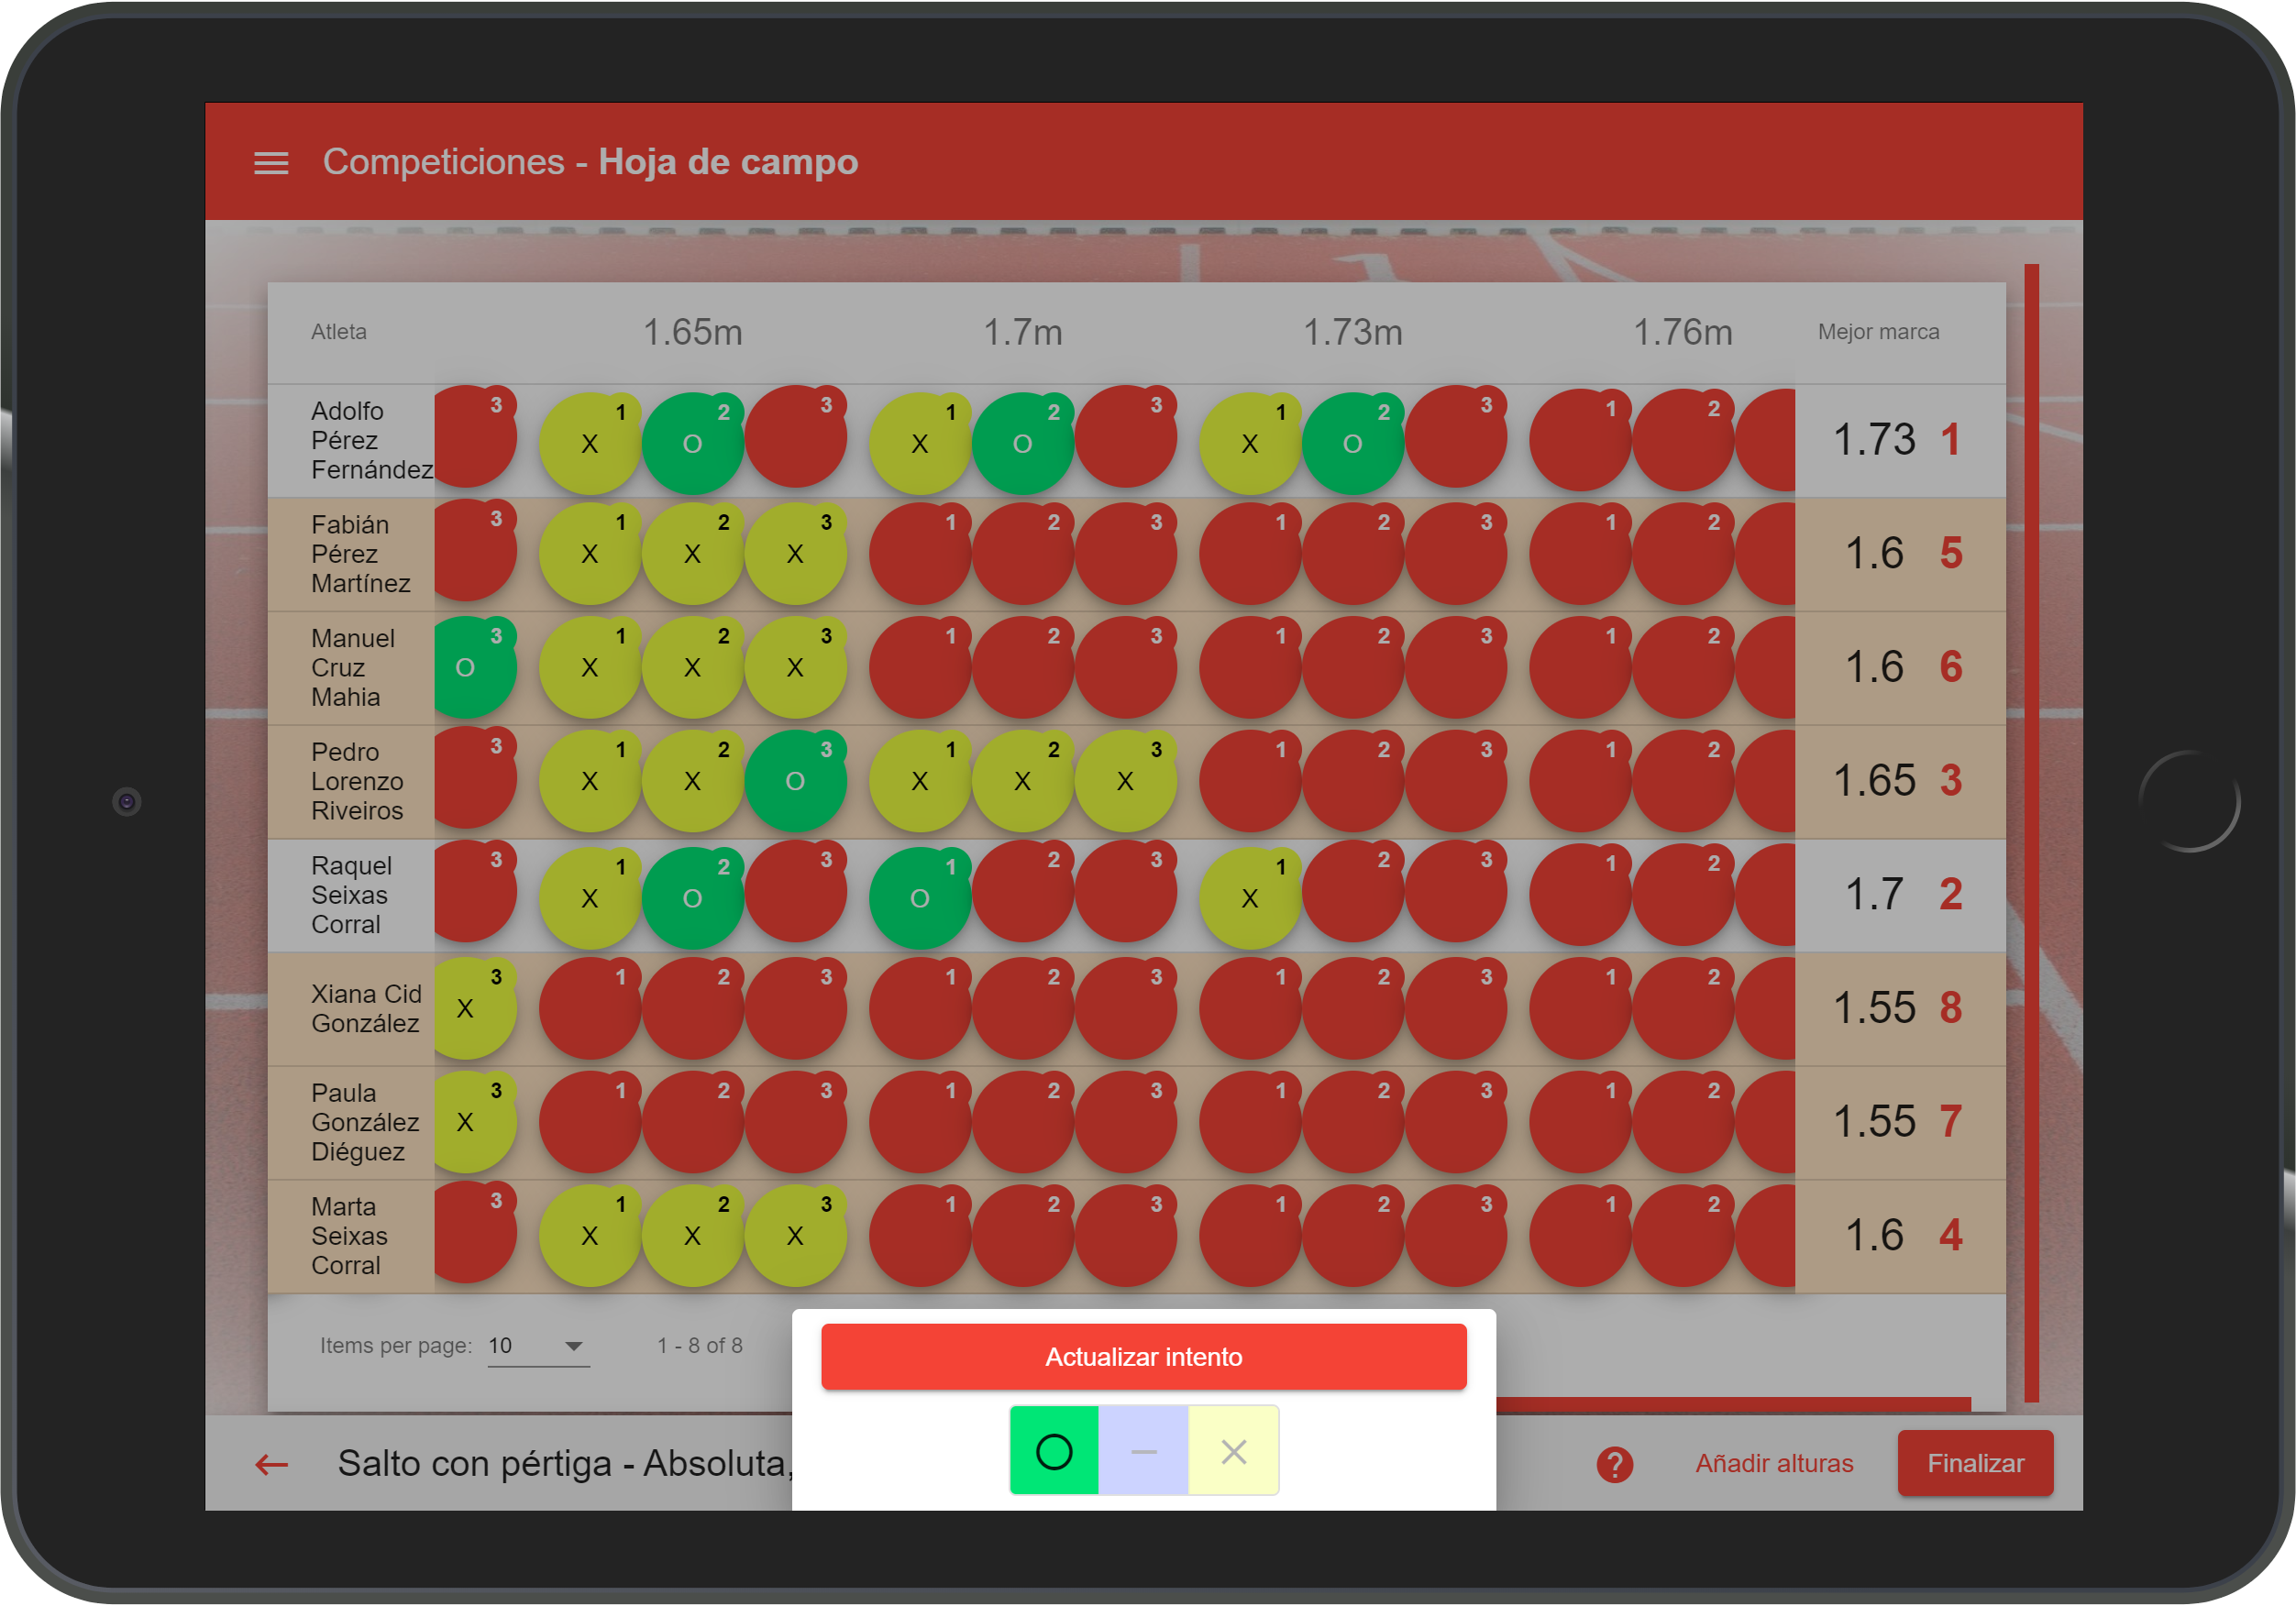 Competiciones - Hoja de campo
Atleta 1.65m 1.7m 1.73m 1.76m Mejor marca
3 1 2 3 1 2 3 1 2 3 1 2
Adolfo
Pérez
Fernández
X O X O X O
1.73 1
3 1 2 3 1 2 3 1 2 3 1 2
Fabián
Pérez
Martínez
X X X
1.6 5
3 1 2 3 1 2 3 1 2 3 1 2
Manuel
Cruz
Mahia
O X X X
1.6 6
3 1 2 3 1 2 3 1 2 3 1 2
Pedro
Lorenzo
Riveiros
X X O X X X
1.65 3
3 1 2 3 1 2 3 1 2 3 1 2
Raquel
Seixas
Corral
X O O X
1.7 2
3 1 2 3 1 2 3 1 2 3 1 2
Xiana Cid
González
X
1.55 8
3 1 2 3 1 2 3 1 2 3 1 2
Paula
González
Diéguez
X
1.55 7
3 1 2 3 1 2 3 1 2 3 1 2
Marta
Seixas
Corral
X X X
1.6 4
Items per page: 10 1 - 8 of 8
Actualizar intento
Salto con pértiga - Absoluta,
? Añadir alturas Finalizar